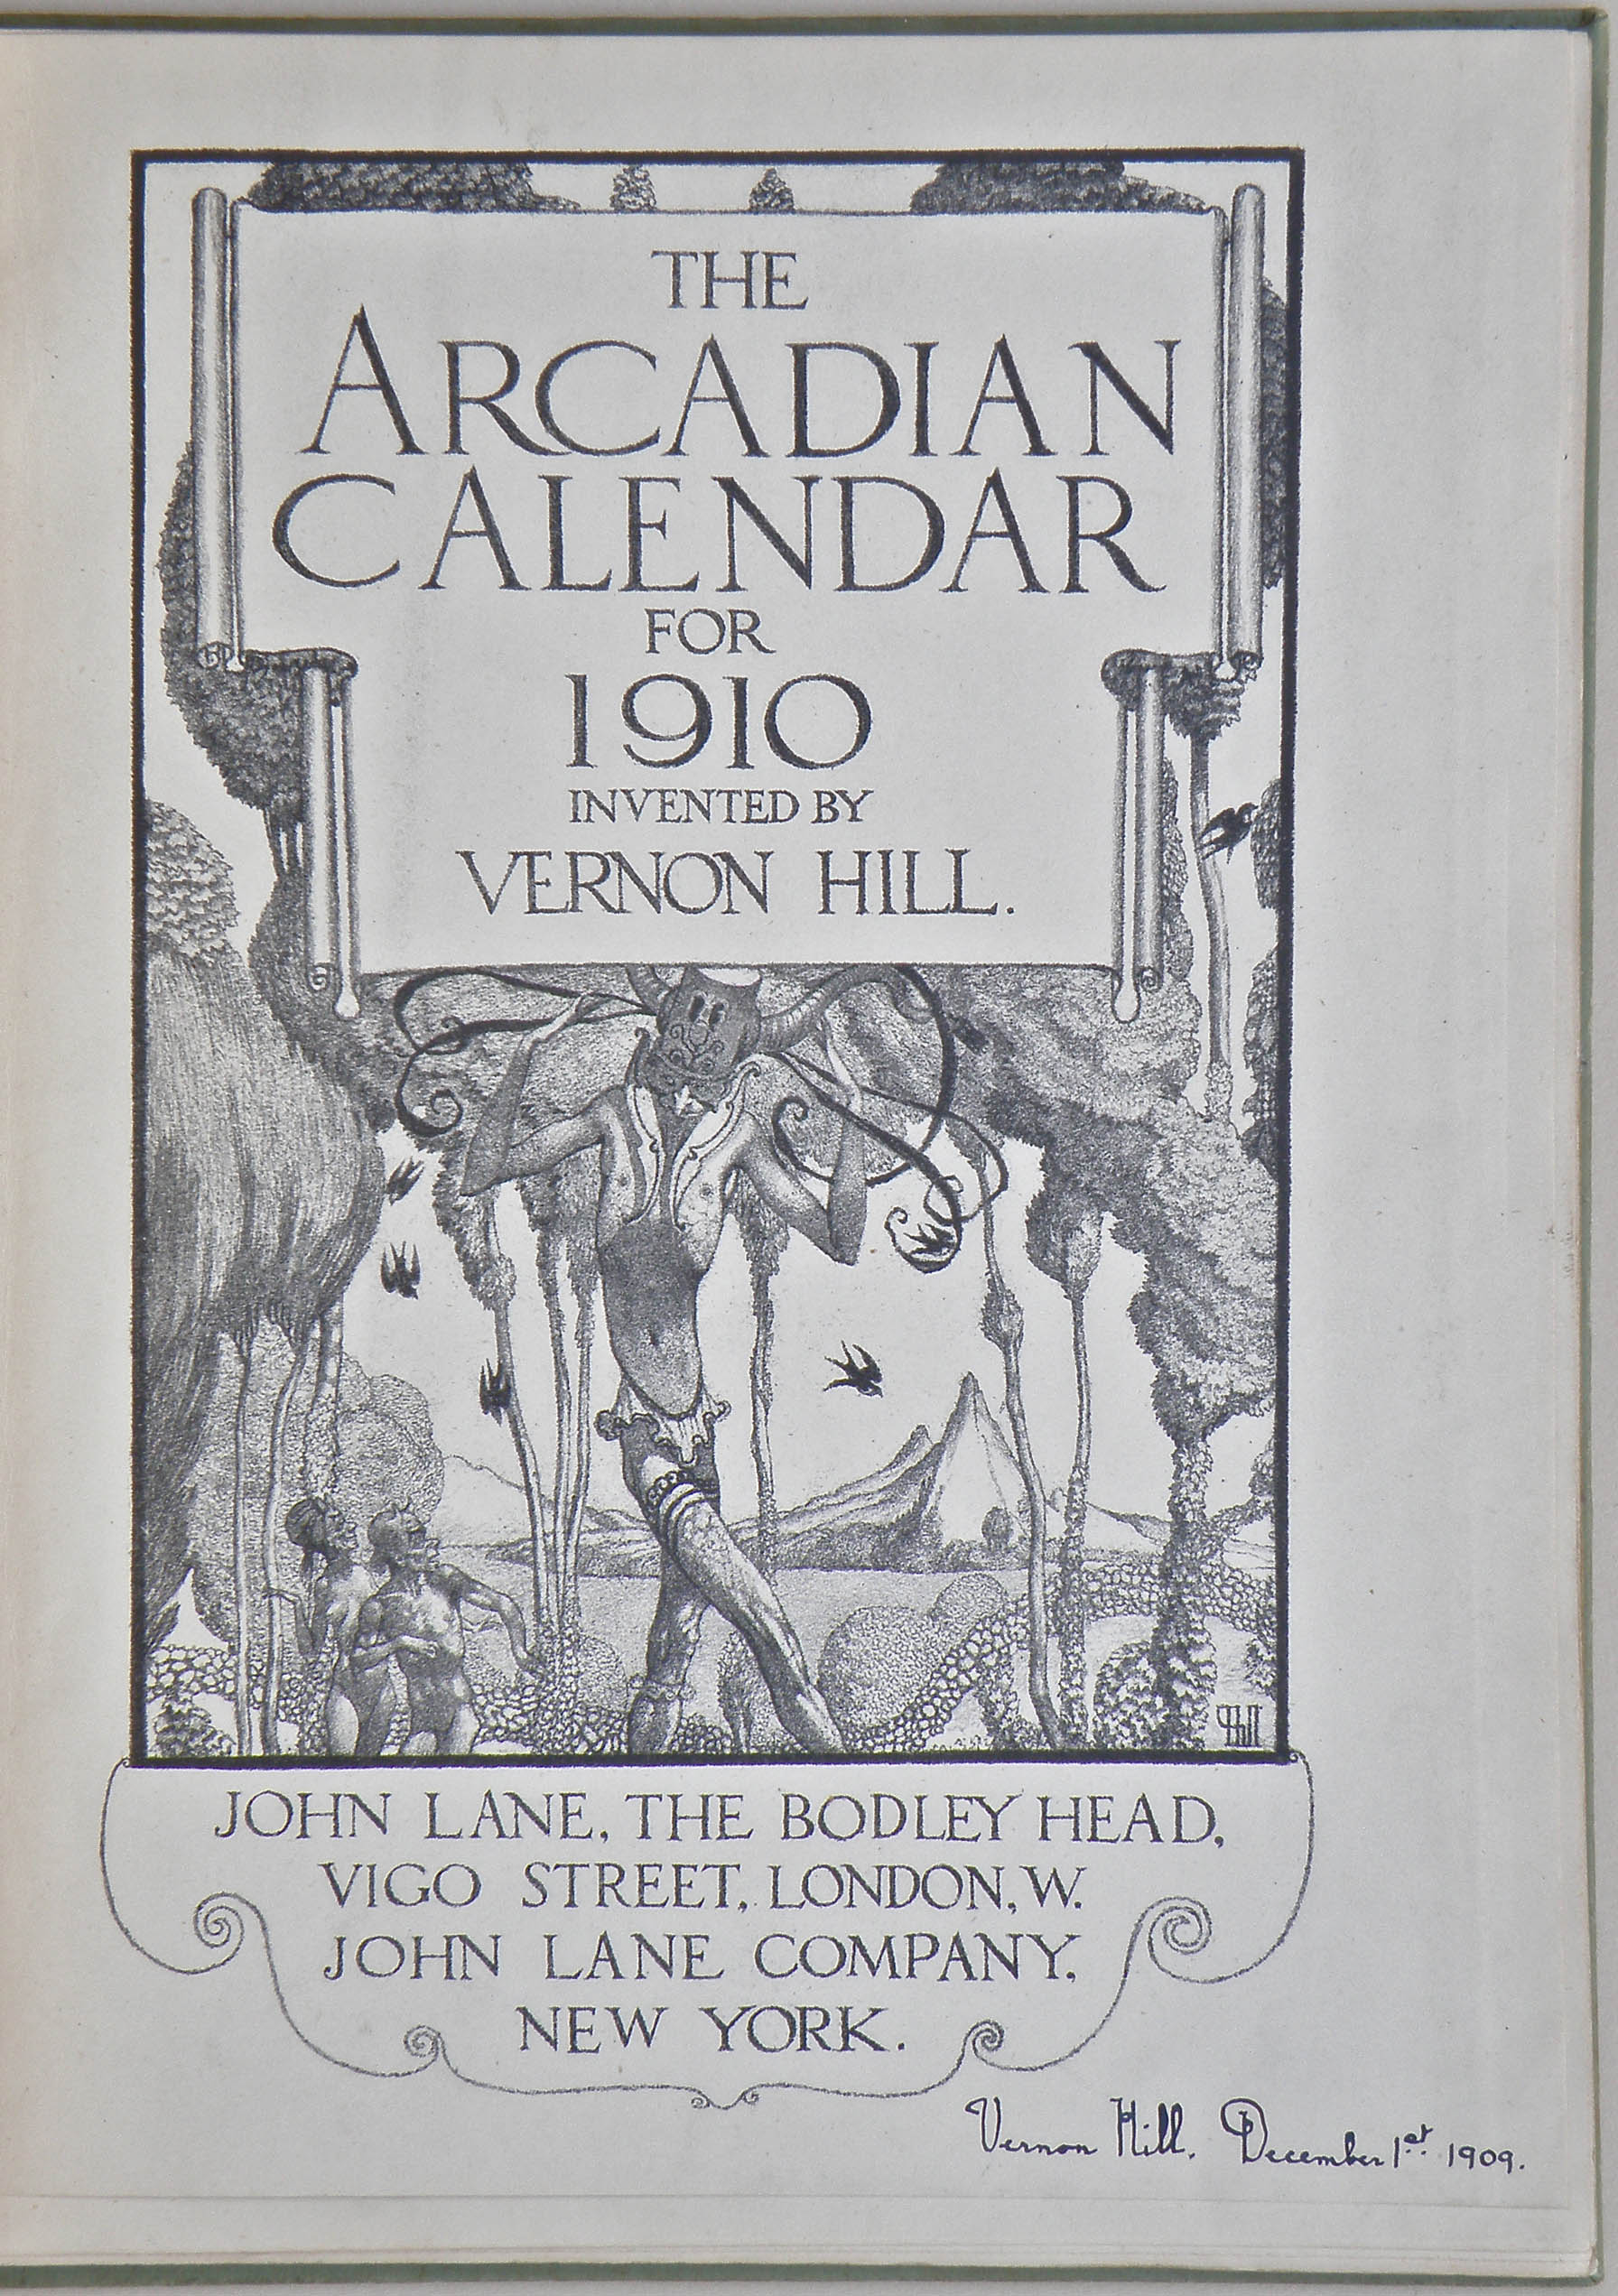 THE
ARCADIAN
CALENDAR
FOR
1910
INVENTED BY
VERNON HILL.
JOHN LANE, THE BODLEY HEAD,
VIGO STREET, LONDON, W.
JOHN LANE COMPANY,
NEW YORK.
Vernon Hill. December 1st. 1909.